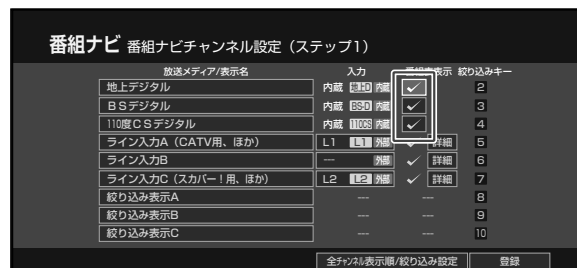 番組ナビ 番組ナビチャンネル設定（ステップ1）
放送メディア/表示名 入力 番組表表示 絞り込みキー
地上デジタル 内蔵 地上D 内蔵 ✓ 2
BSデジタル 内蔵 BS-D 内蔵 ✓ 3
110度CSデジタル 内蔵 110CS 内蔵 ✓ 4
ライン入力A（CATV用、ほか） L1 L1 外部 ✓ 詳細 5
ライン入力B --- 外部 ✓ 詳細 6
ライン入力C（スカパー！用、ほか） L2 L2 外部 ✓ 詳細 7
絞り込み表示A --- --- 8
絞り込み表示B --- --- 9
絞り込み表示C --- --- 10
全チャンネル表示順/絞り込み設定 登録